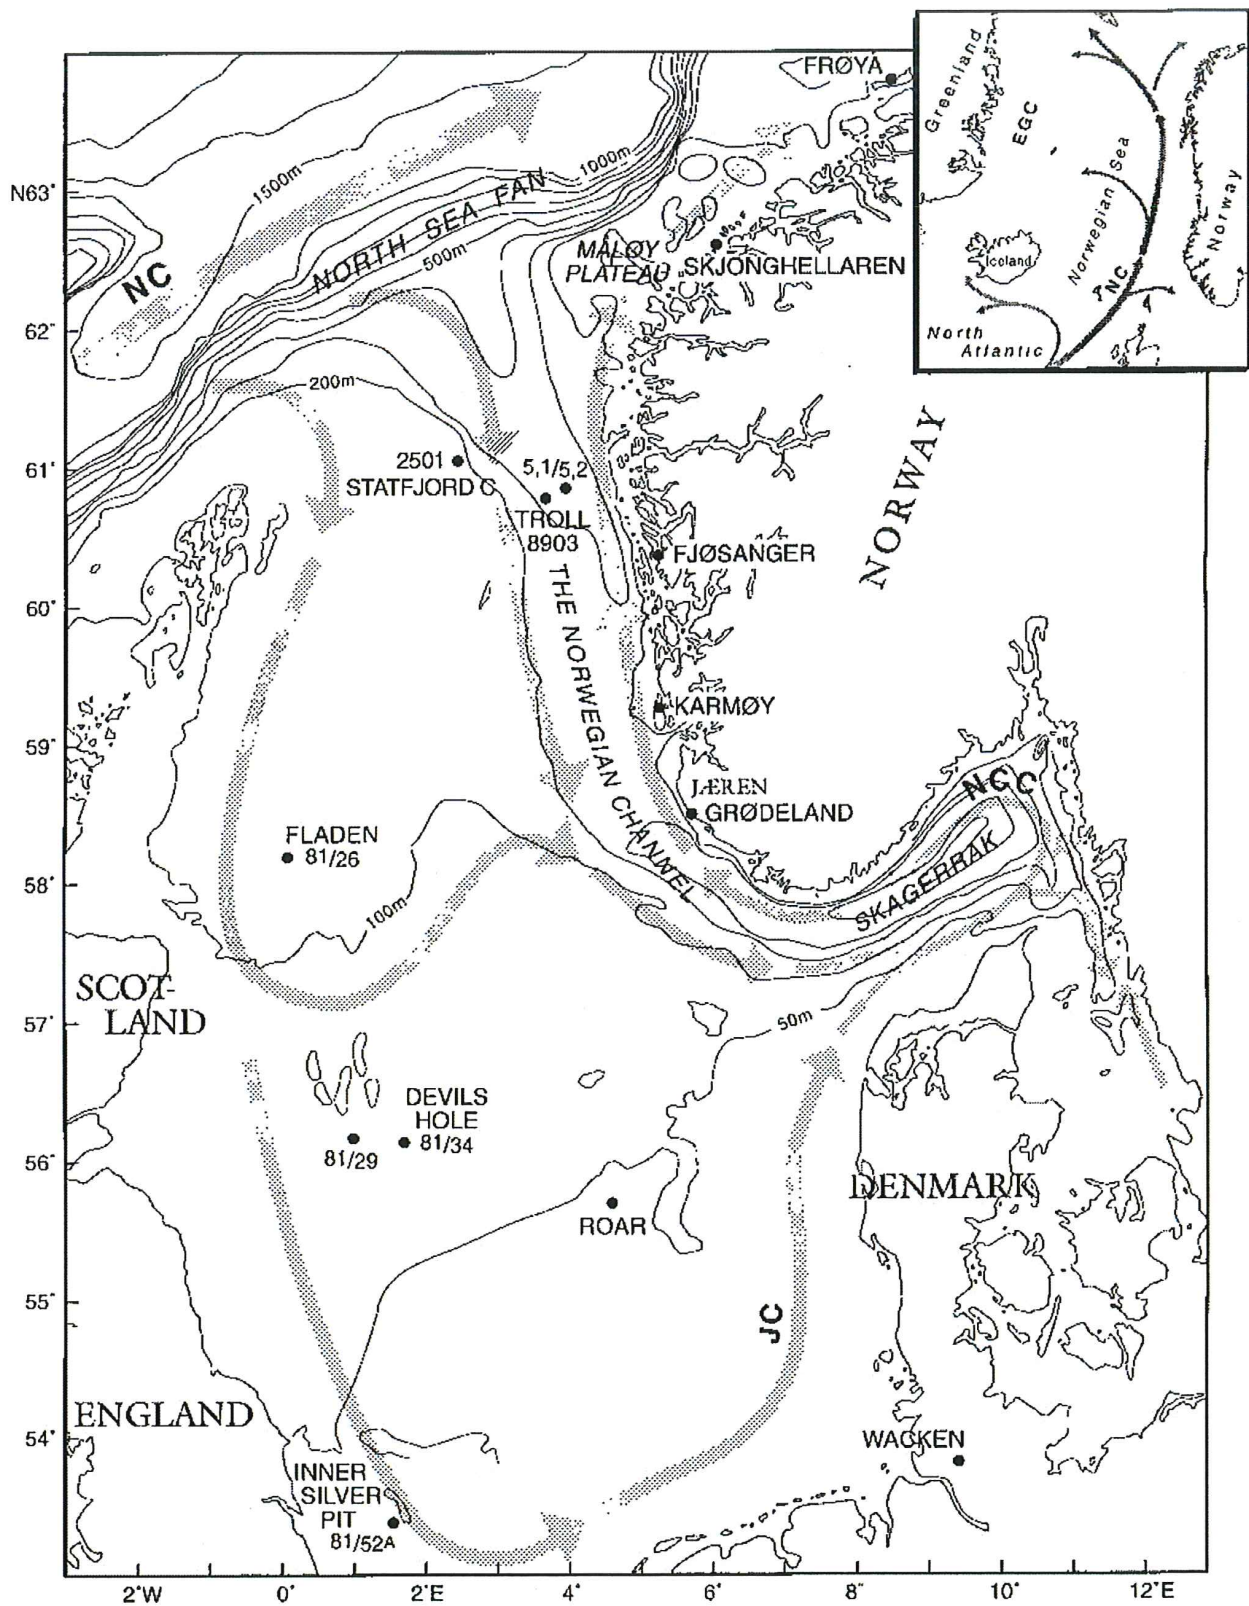 FRØYA
Greenland
EGC
Norwegian Sea
Norway
Iceland
NC
North
Atlantic
N63°
1500m
1000m
NORTH SEA FAN
500m
NC
MÅLØY
PLATEAU
SKJONGHELLAREN
62°
200m
61°
2501
STATFJORD C
5,1/5,2
TROLL
8903
NORWAY
FJØSANGER
60°
THE NORWEGIAN CHANNEL
KARMØY
59°
JÆREN
GRØDELAND
NCC
SKAGERRAK
FLADEN
81/26
58°
100m
SCOT-
LAND
57°
50m
DEVILS
HOLE
81/34
81/29
56°
DENMARK
ROAR
55°
JC
ENGLAND
54°
WACKEN
INNER
SILVER
PIT
81/52A
2°W
0°
2°E
4°
6°
8°
10°
12°E